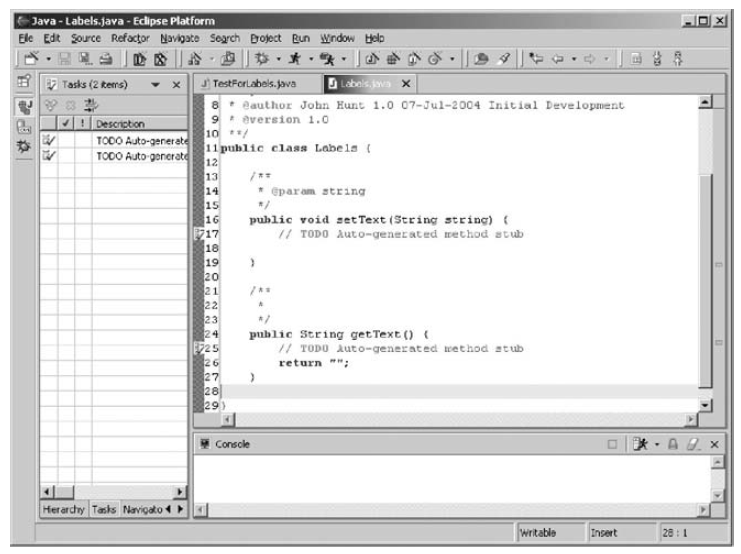 Java - Labels.java - Eclipse Platform
File Edit Source Refactor Navigate Search Project Run Window Help
Tasks (2 items)
! Description
TODO Auto-generate
TODO Auto-generate
Hierarchy Tasks Navigato
TestForLabels.java Labels.java
8 * @author John Hunt 1.0 07-Jul-2004 Initial Development
9 * @version 1.0
10 **/
11 public class Labels {
12
13 /**
14 * @param string
15 */
16 public void setText(String string) {
17 // TODO Auto-generated method stub
18
19 }
20
21 /**
22 *
23 */
24 public String getText() {
25 // TODO Auto-generated method stub
26 return "";
27 }
28
29 }
Console
Writable Insert 28 : 1